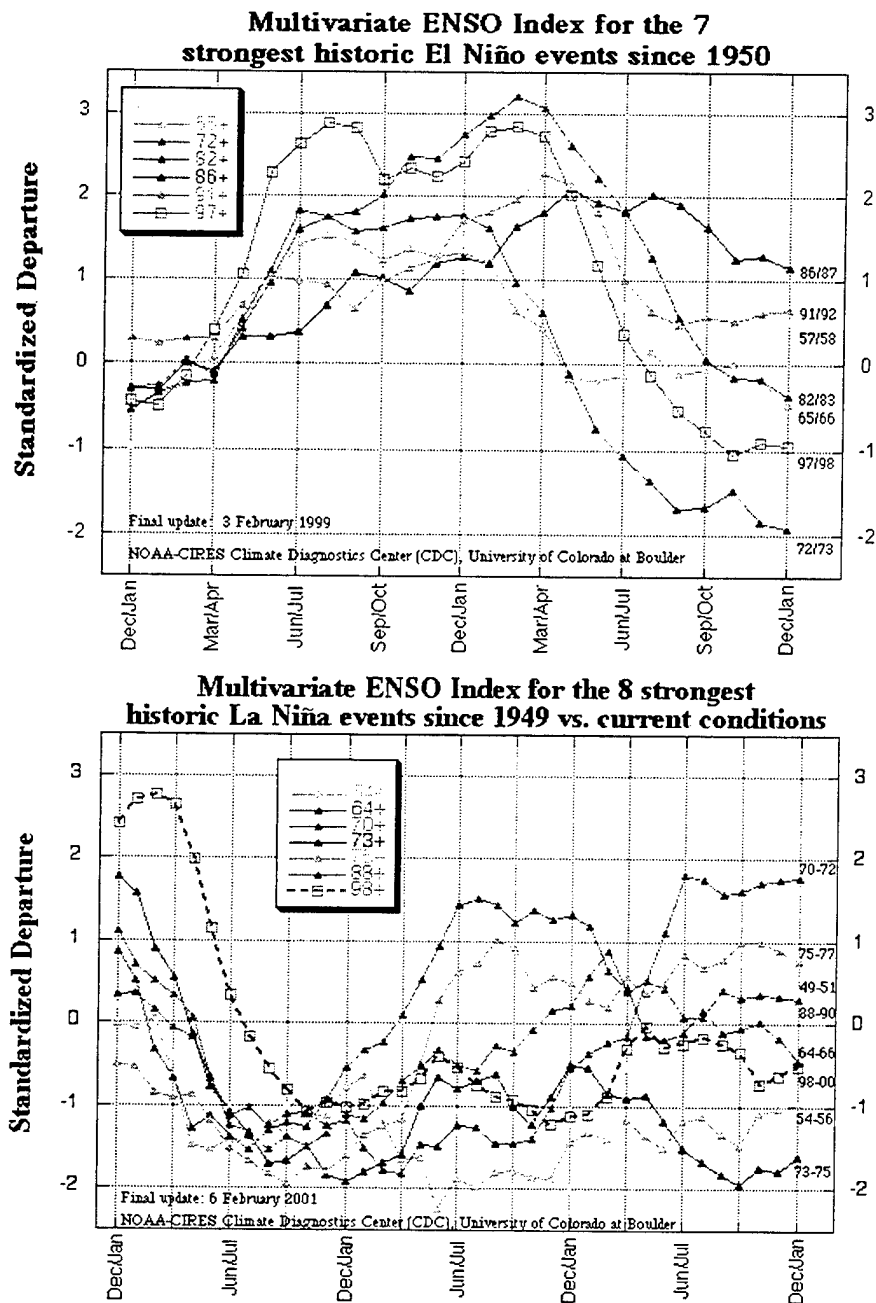 Multivariate ENSO Index for the 7
strongest historic El Niño events since 1950
Standardized Departure
3
2
1
0
-1
-2
3
2
1
0
-1
-2
72+
82+
86+
97+
86/87
91/92
57/58
82/83
65/66
97/98
72/73
Final update: 3 February 1999
NOAA-CIRES Climate Diagnostics Center (CDC), University of Colorado at Boulder
Dec/Jan
Mar/Apr
Jun/Jul
Sep/Oct
Dec/Jan
Mar/Apr
Jun/Jul
Sep/Oct
Dec/Jan
Multivariate ENSO Index for the 8 strongest
historic La Niña events since 1949 vs. current conditions
Standardized Departure
3
2
1
0
-1
-2
3
2
1
0
-1
-2
64+
70+
73+
88+
98+
70-72
75-77
49-51
88-90
64-66
98-00
54-56
73-75
Final update: 6 February 2001
NOAA-CIRES Climate Diagnostics Center (CDC), University of Colorado at Boulder
Dec/Jan
Jun/Jul
Dec/Jan
Jun/Jul
Dec/Jan
Jun/Jul
Dec/Jan